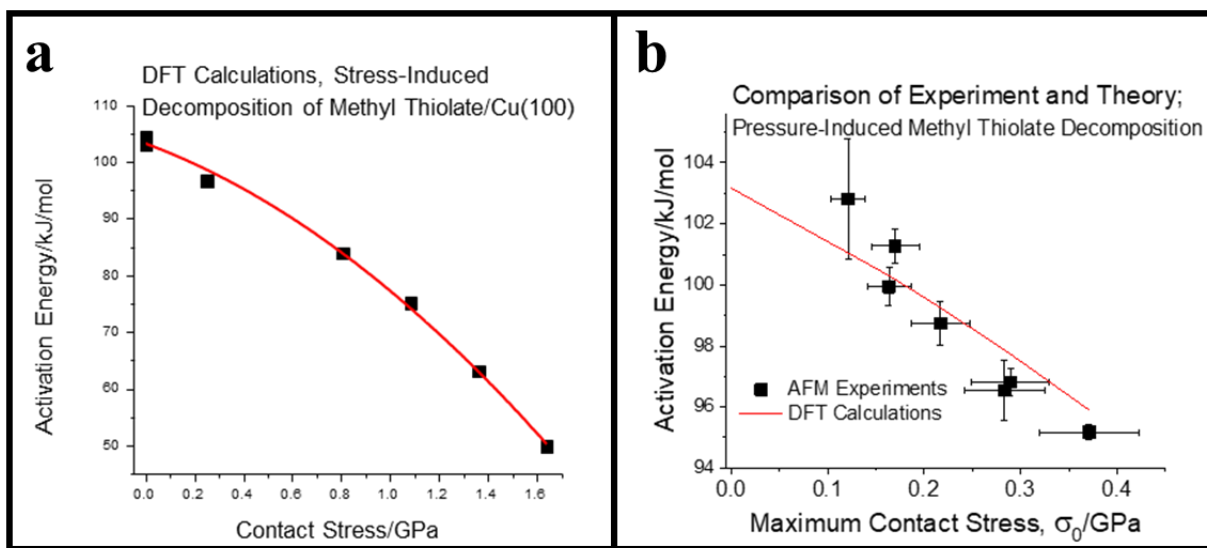 a
DFT Calculations, Stress-Induced
Decomposition of Methyl Thiolate/Cu(100)
Activation Energy/kJ/mol
110
100
90
80
70
60
50
0.0 0.2 0.4 0.6 0.8 1.0 1.2 1.4 1.6
Contact Stress/GPa
b
Comparison of Experiment and Theory;
Pressure-Induced Methyl Thiolate Decomposition
Activation Energy/kJ/mol
104
102
100
98
96
94
AFM Experiments
DFT Calculations
0.0 0.1 0.2 0.3 0.4
Maximum Contact Stress, σ₀/GPa